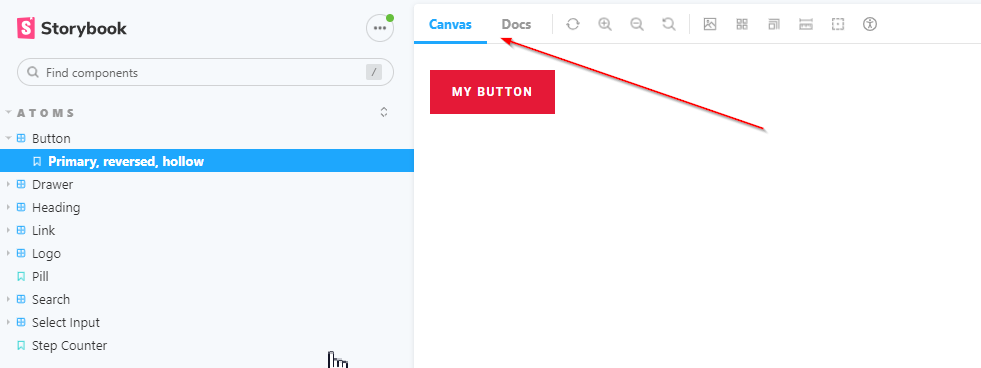 Storybook
Find components /
ATOMS
Button
Primary, reversed, hollow
Drawer
Heading
Link
Logo
Pill
Search
Select Input
Step Counter
Canvas Docs
MY BUTTON